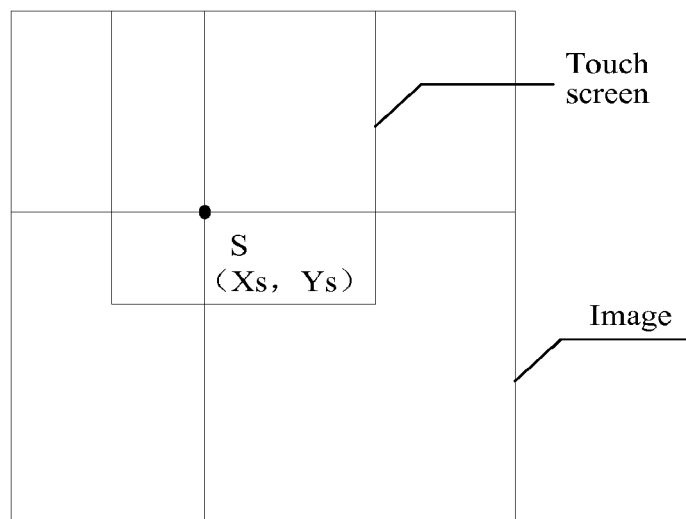 Touch
screen
S
（Xs， Ys）
Image